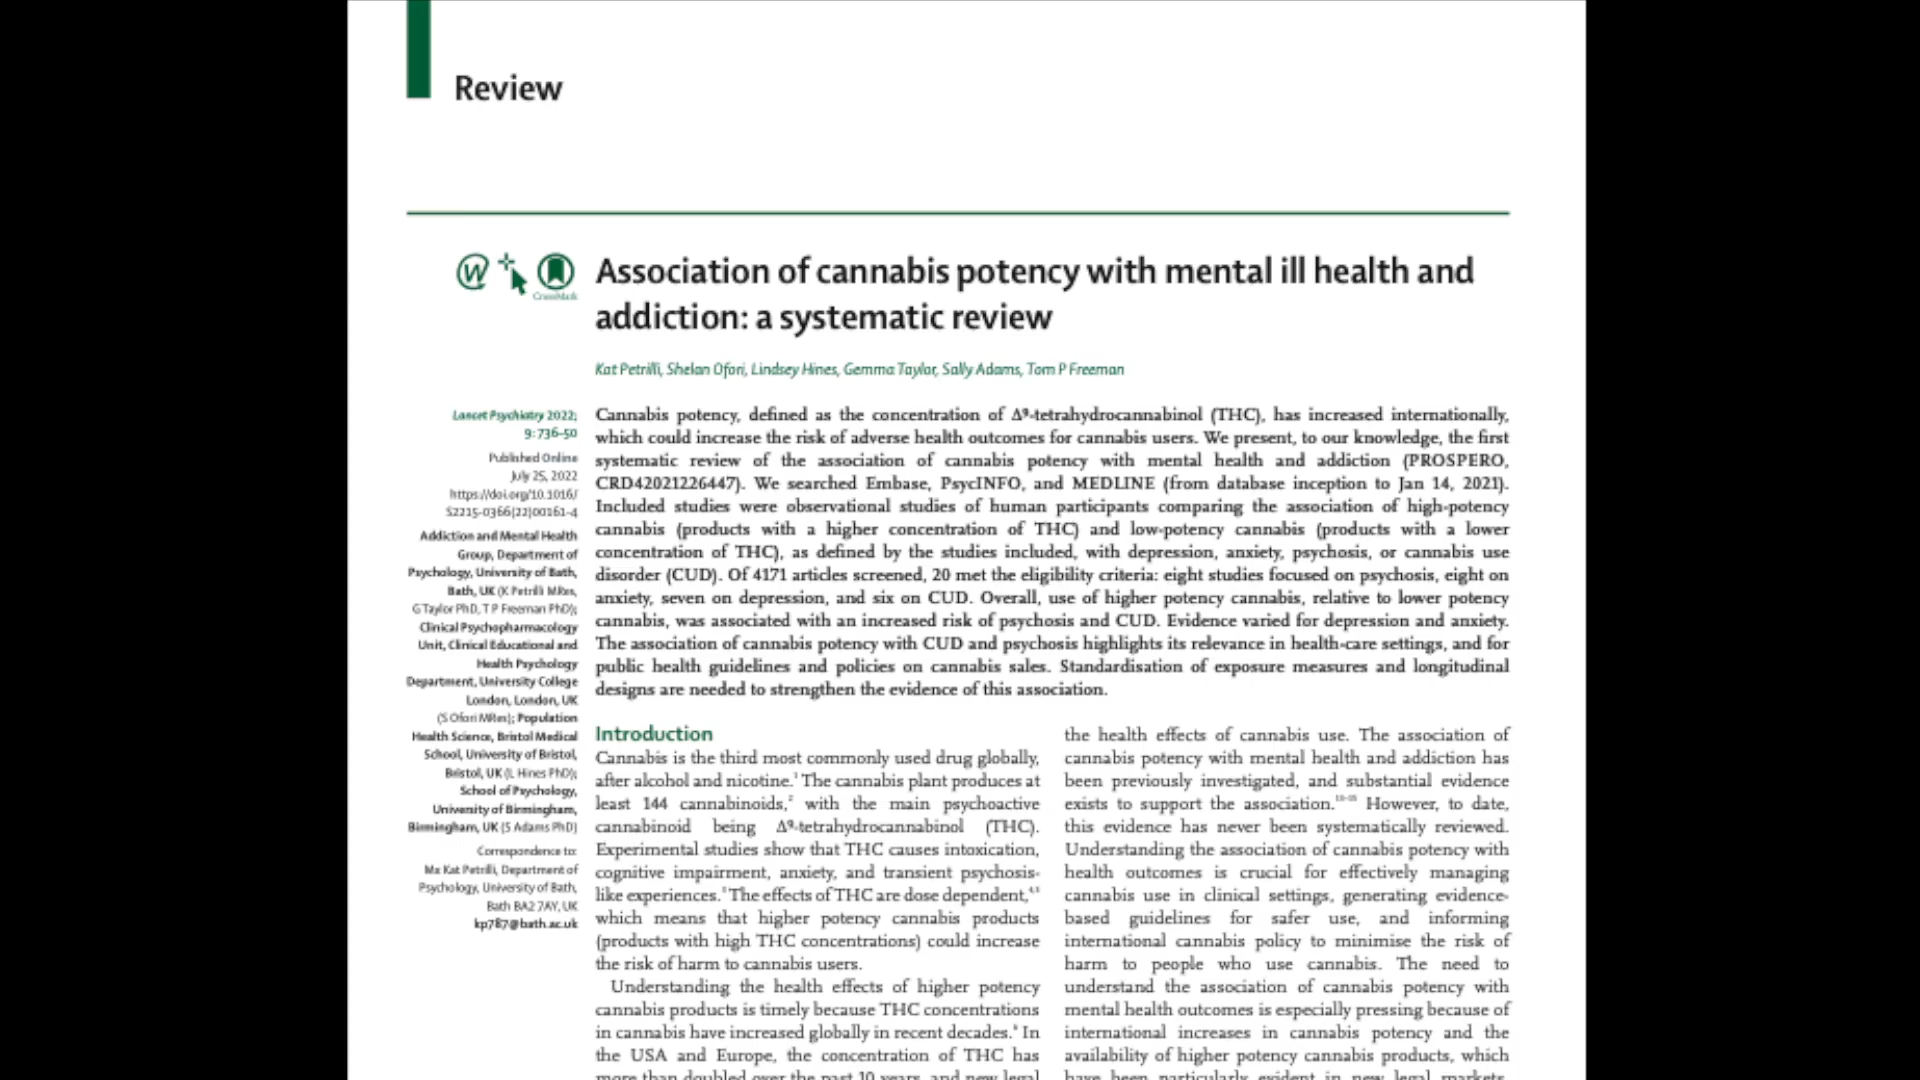 Review
Association of cannabis potency with mental ill health and
addiction: a systematic review
Kat Petrilli, Shelan Ofori, Lindsey Hines, Gemma Taylor, Sally Adams, Tom P Freeman
Lancet Psychiatry 2022;
9: 736–50
Published Online
July 25, 2022
https://doi.org/10.1016/
S2215-0366(22)00161-4
Addiction and Mental Health
Group, Department of
Psychology, University of Bath,
Bath, UK (K Petrilli MRes,
G Taylor PhD, T P Freeman PhD);
Clinical Psychopharmacology
Unit, Clinical Educational and
Health Psychology
Department, University College
London, London, UK
(S Ofori MRes); Population
Health Science, Bristol Medical
School, University of Bristol,
Bristol, UK (L Hines PhD);
School of Psychology,
University of Birmingham,
Birmingham, UK (S Adams PhD)
Correspondence to:
Ms Kat Petrilli, Department of
Psychology, University of Bath,
Bath BA2 7AY, UK
kp787@bath.ac.uk
Cannabis potency, defined as the concentration of Δ⁹-tetrahydrocannabinol (THC), has increased internationally,
which could increase the risk of adverse health outcomes for cannabis users. We present, to our knowledge, the first
systematic review of the association of cannabis potency with mental health and addiction (PROSPERO,
CRD42021226447). We searched Embase, PsycINFO, and MEDLINE (from database inception to Jan 14, 2021).
Included studies were observational studies of human participants comparing the association of high-potency
cannabis (products with a higher concentration of THC) and low-potency cannabis (products with a lower
concentration of THC), as defined by the studies included, with depression, anxiety, psychosis, or cannabis use
disorder (CUD). Of 4171 articles screened, 20 met the eligibility criteria: eight studies focused on psychosis, eight on
anxiety, seven on depression, and six on CUD. Overall, use of higher potency cannabis, relative to lower potency
cannabis, was associated with an increased risk of psychosis and CUD. Evidence varied for depression and anxiety.
The association of cannabis potency with CUD and psychosis highlights its relevance in health-care settings, and for
public health guidelines and policies on cannabis sales. Standardisation of exposure measures and longitudinal
designs are needed to strengthen the evidence of this association.
Introduction
Cannabis is the third most commonly used drug globally,
after alcohol and nicotine.¹ The cannabis plant produces at
least 144 cannabinoids,² with the main psychoactive
cannabinoid being Δ⁹-tetrahydrocannabinol (THC).
Experimental studies show that THC causes intoxication,
cognitive impairment, anxiety, and transient psychosis-
like experiences.³ The effects of THC are dose dependent,⁴,⁵
which means that higher potency cannabis products
(products with high THC concentrations) could increase
the risk of harm to cannabis users.
Understanding the health effects of higher potency
cannabis products is timely because THC concentrations
in cannabis have increased globally in recent decades.⁶ In
the USA and Europe, the concentration of THC has
more than doubled over the past 10 years, and new legal
the health effects of cannabis use. The association of
cannabis potency with mental health and addiction has
been previously investigated, and substantial evidence
exists to support the association. However, to date,
this evidence has never been systematically reviewed.
Understanding the association of cannabis potency with
health outcomes is crucial for effectively managing
cannabis use in clinical settings, generating evidence-
based guidelines for safer use, and informing
international cannabis policy to minimise the risk of
harm to people who use cannabis. The need to
understand the association of cannabis potency with
mental health outcomes is especially pressing because of
international increases in cannabis potency and the
availability of higher potency cannabis products, which
have been particularly evident in new legal markets.